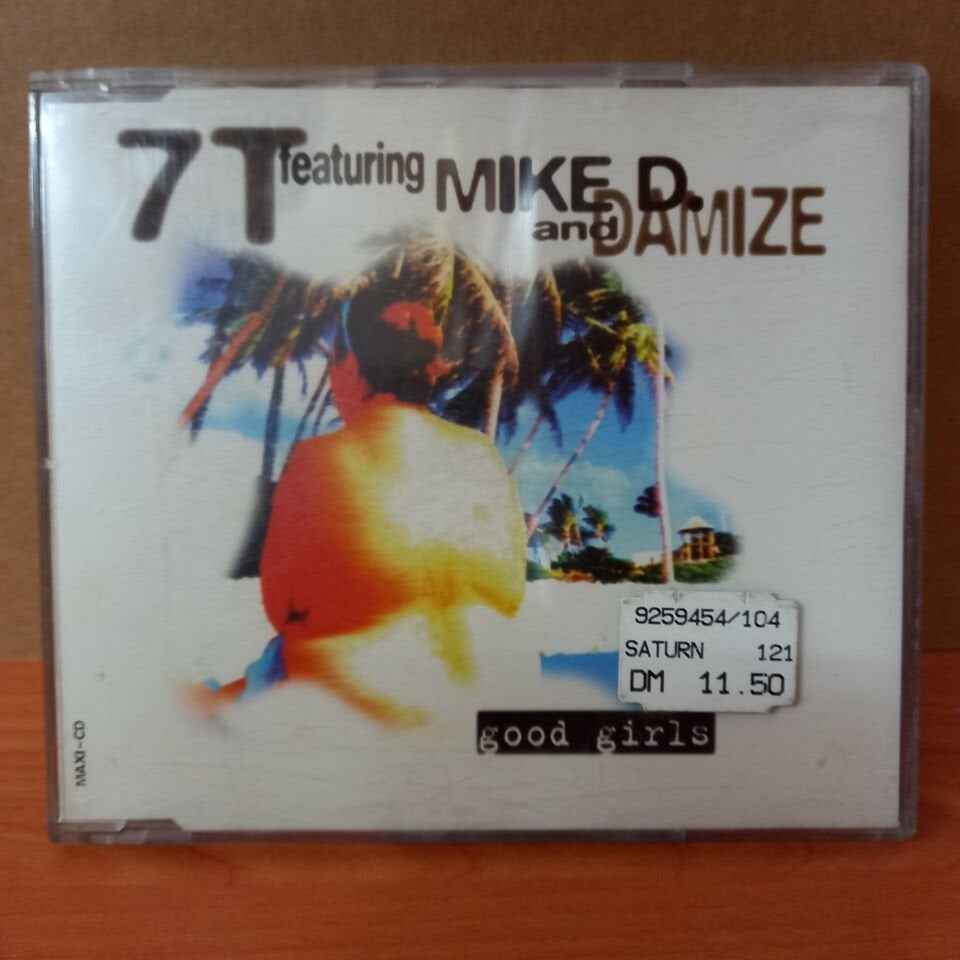 7T featuring MIKE D.
and DAMIZE
9259454/104
SATURN 121
DM 11.50
good girls
MAXI-CD